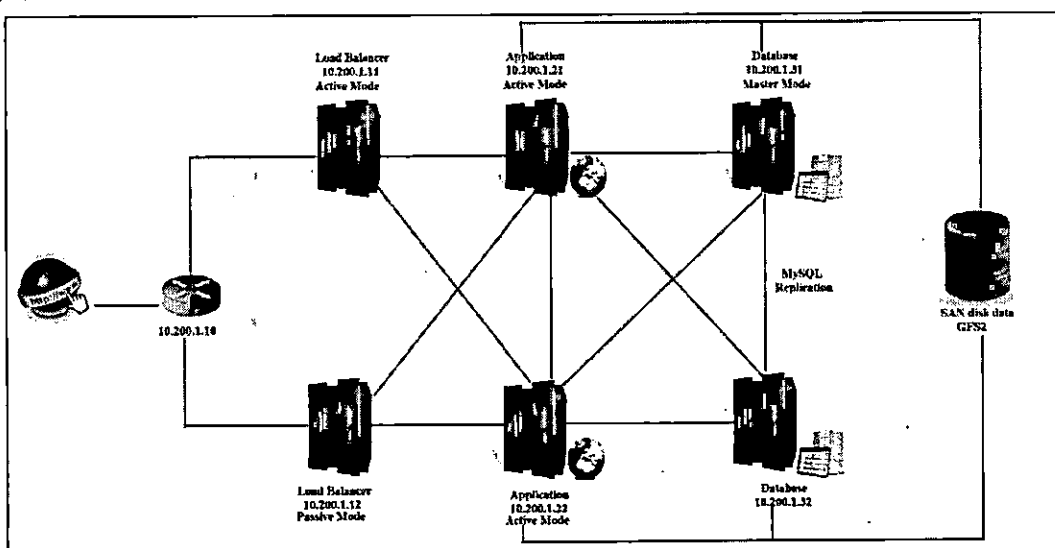 Load Balancer
10.200.1.11
Active Mode
Application
10.200.1.21
Active Mode
Database
10.200.1.31
Master Mode
MySQL
Replication
10.200.1.10
SAN disk data
GFS2
Load Balancer
10.200.1.12
Passive Mode
Application
10.200.1.22
Active Mode
Database
10.200.1.32